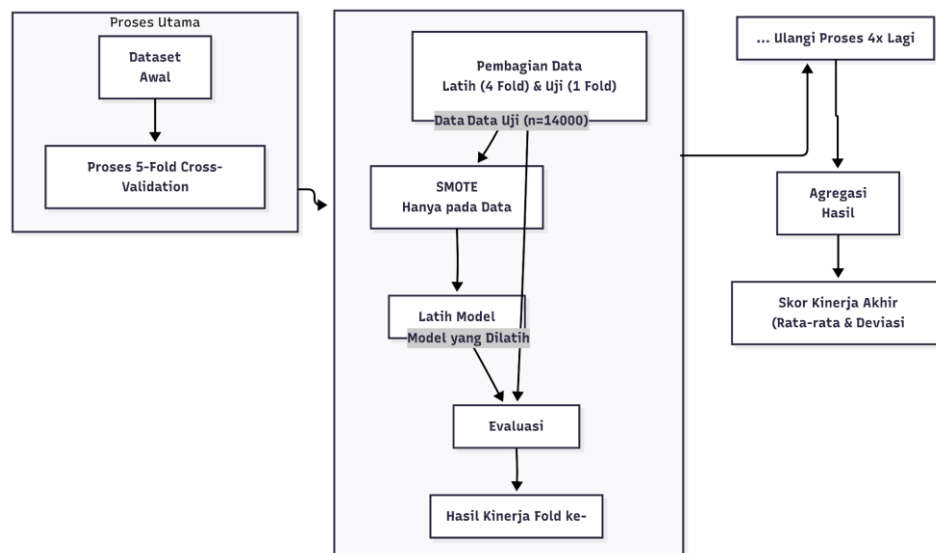 Proses Utama
Dataset
Awal
Proses 5-Fold Cross-
Validation
Pembagian Data
Latih (4 Fold) & Uji (1 Fold)
Data Data Uji (n=14000)
SMOTE
Hanya pada Data
Latih Model
Model yang Dilatih
Evaluasi
Hasil Kinerja Fold ke-
... Ulangi Proses 4x Lagi
Agregasi
Hasil
Skor Kinerja Akhir
(Rata-rata & Deviasi